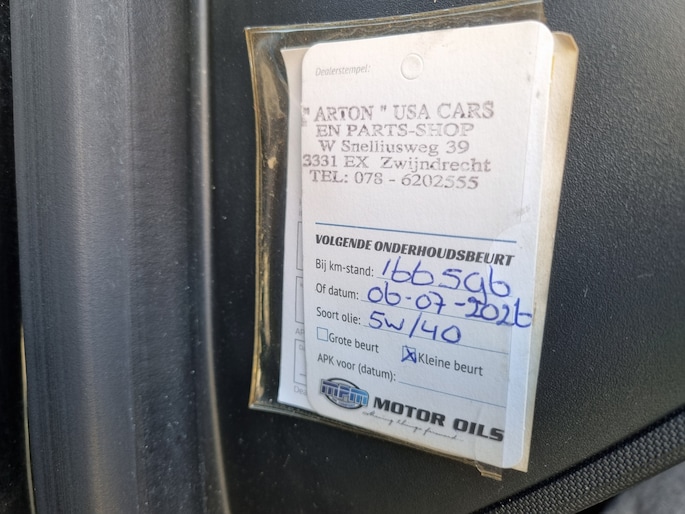 Dealerstempel:
" ARTON " USA CARS
EN PARTS-SHOP
W Snelliusweg 39
3331 EX Zwijndrecht
TEL: 078 - 6202555
VOLGENDE ONDERHOUDSBEURT
Bij km-stand: 166596
Of datum: 06-07-2026
Soort olie: 5w/40
Grote beurt Kleine beurt
APK voor (datum):
MPM MOTOR OILS